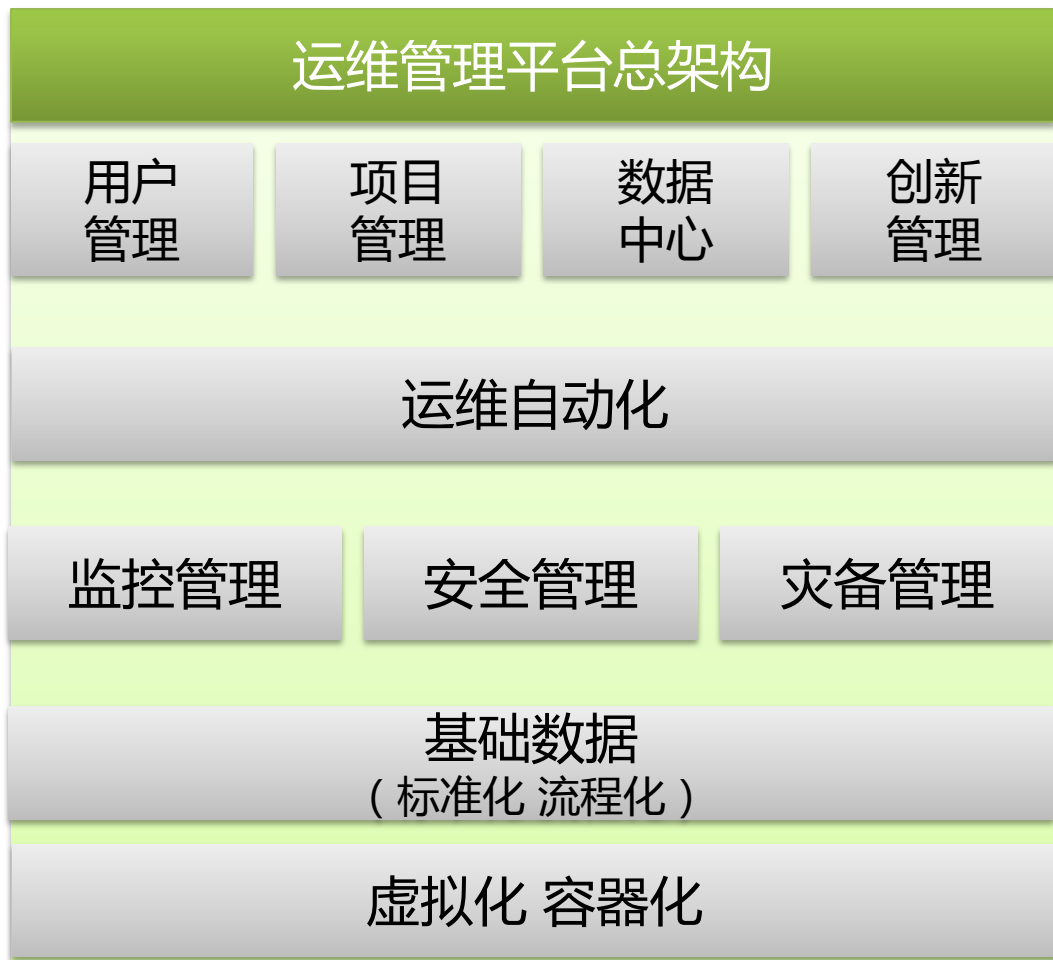 运维管理平台总架构
用户
管理
项目
管理
数据
中心
创新
管理
运维自动化
监控管理
安全管理
灾备管理
基础数据
（标准化 流程化）
虚拟化 容器化